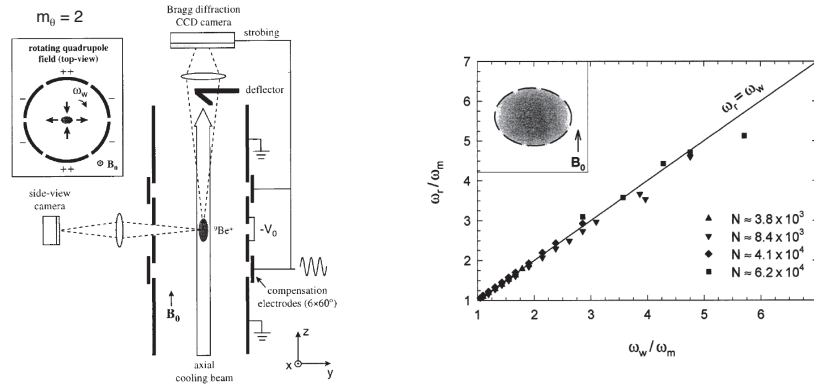 m_θ = 2
rotating quadrupole
field (top-view)
++
ω_w
−
−
−
−
++
⊙ B_0
Bragg diffraction
CCD camera
strobing
deflector
side-view
camera
⁹Be⁺
-V_0
compensation
electrodes (6×60°)
B_0
axial
cooling beam
z
x
y
7
6
5
4
3
2
1
ω_r/ω_m
B_0
ω_r = ω_w
N ≈ 3.8 x 10³
N ≈ 8.4 x 10³
N ≈ 4.1 x 10⁴
N ≈ 6.2 x 10⁴
1 2 3 4 5 6
ω_w/ω_m